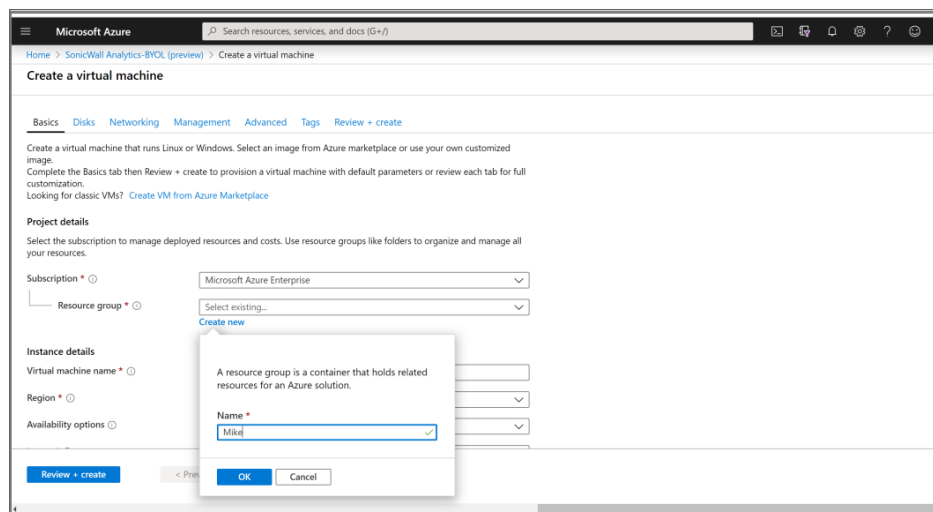 Microsoft Azure
Search resources, services, and docs (G+/)
Home > SonicWall Analytics-BYOL (preview) > Create a virtual machine
Create a virtual machine
Basics Disks Networking Management Advanced Tags Review + create
Create a virtual machine that runs Linux or Windows. Select an image from Azure marketplace or use your own customized
image.
Complete the Basics tab then Review + create to provision a virtual machine with default parameters or review each tab for full
customization.
Looking for classic VMs? Create VM from Azure Marketplace
Project details
Select the subscription to manage deployed resources and costs. Use resource groups like folders to organize and manage all
your resources.
Subscription * Microsoft Azure Enterprise
Resource group * Select existing...
Create new
Instance details
Virtual machine name *
Region *
Availability options
A resource group is a container that holds related
resources for an Azure solution.
Name *
Mike
OK Cancel
Review + create < Prev